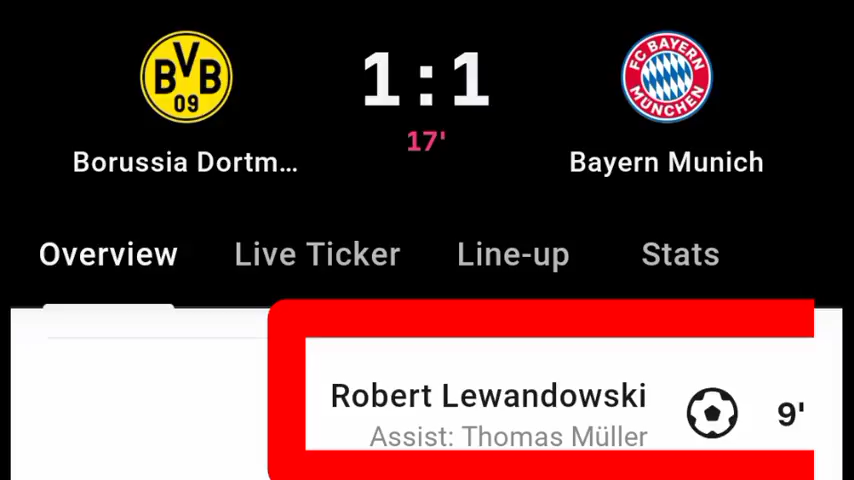 BVB
09
1:1
FC BAYERN
MÜNCHEN
17'
Borussia Dortm...
Bayern Munich
Overview
Live Ticker
Line-up
Stats
Robert Lewandowski
9'
Assist: Thomas Müller